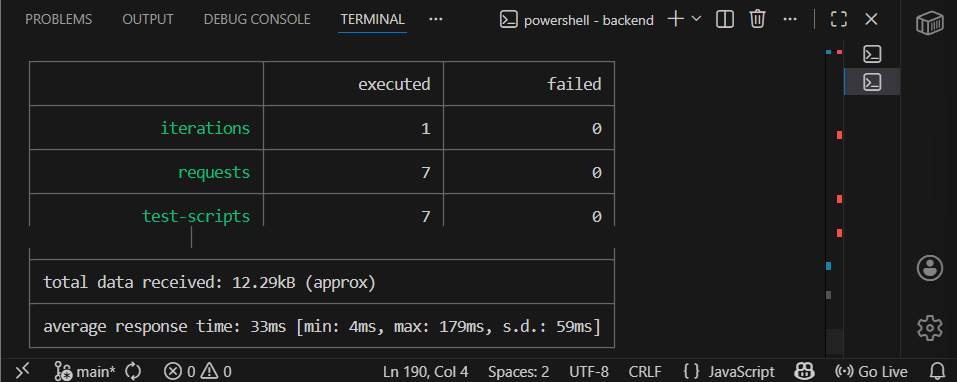 PROBLEMS OUTPUT DEBUG CONSOLE TERMINAL ··· powershell - backend ···
executed failed
iterations 1 0
requests 7 0
test-scripts 7 0
total data received: 12.29kB (approx)
average response time: 33ms [min: 4ms, max: 179ms, s.d.: 59ms]
main* 0 0 Ln 190, Col 4 Spaces: 2 UTF-8 CRLF { } JavaScript Go Live